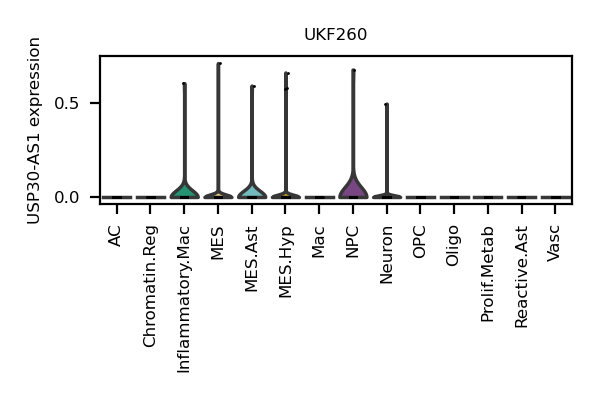 UKF260
USP30-AS1 expression
0.5
0.0
AC
Chromatin.Reg
Inflammatory.Mac
MES
MES.Ast
MES.Hyp
Mac
NPC
Neuron
OPC
Oligo
Prolif.Metab
Reactive.Ast
Vasc